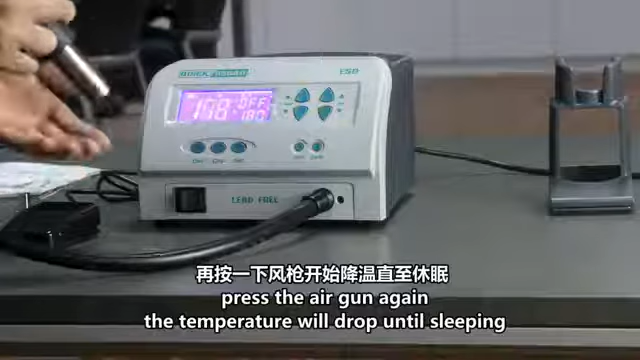 QUICK
ESD
198
OFF
180
LEAD FREE
再按一下风枪开始降温直至休眠
press the air gun again
the temperature will drop until sleeping